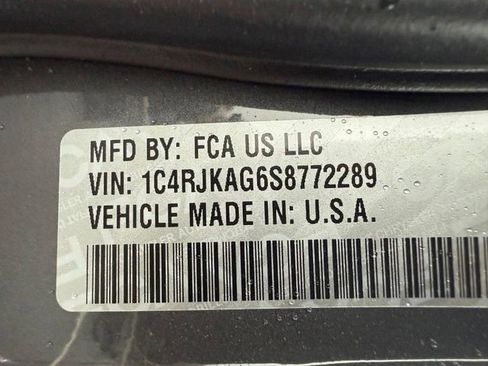 MFD BY: FCA US LLC
VIN: 1C4RJKAG6S8772289
VEHICLE MADE IN: U.S.A.